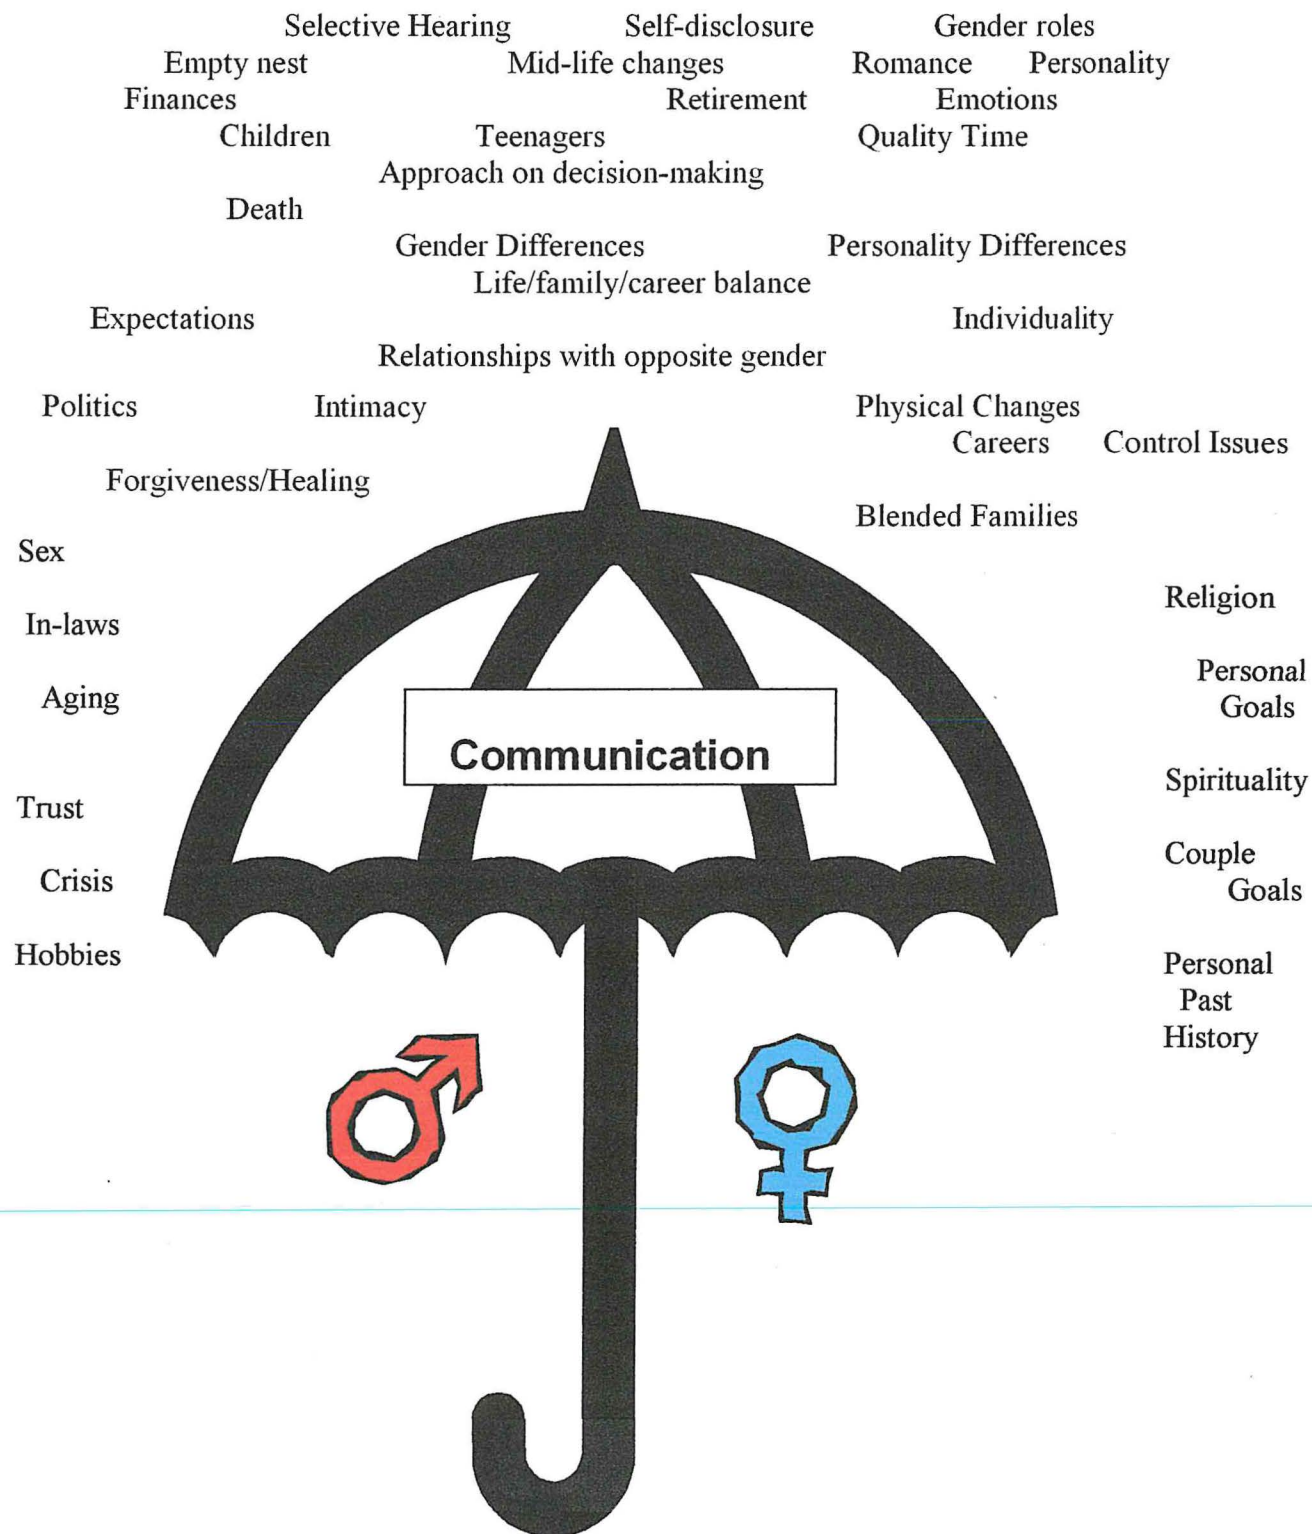 Selective Hearing Self-disclosure Gender roles
Empty nest Mid-life changes Romance Personality
Finances Retirement Emotions
Children Teenagers Quality Time
Approach on decision-making
Death
Gender Differences Personality Differences
Life/family/career balance
Expectations Individuality
Relationships with opposite gender
Politics Intimacy Physical Changes
Careers Control Issues
Forgiveness/Healing
Blended Families
Sex
Religion
In-laws
Personal
Aging
Goals
Communication
Spirituality
Trust
Couple
Crisis
Goals
Hobbies
Personal
Past
History